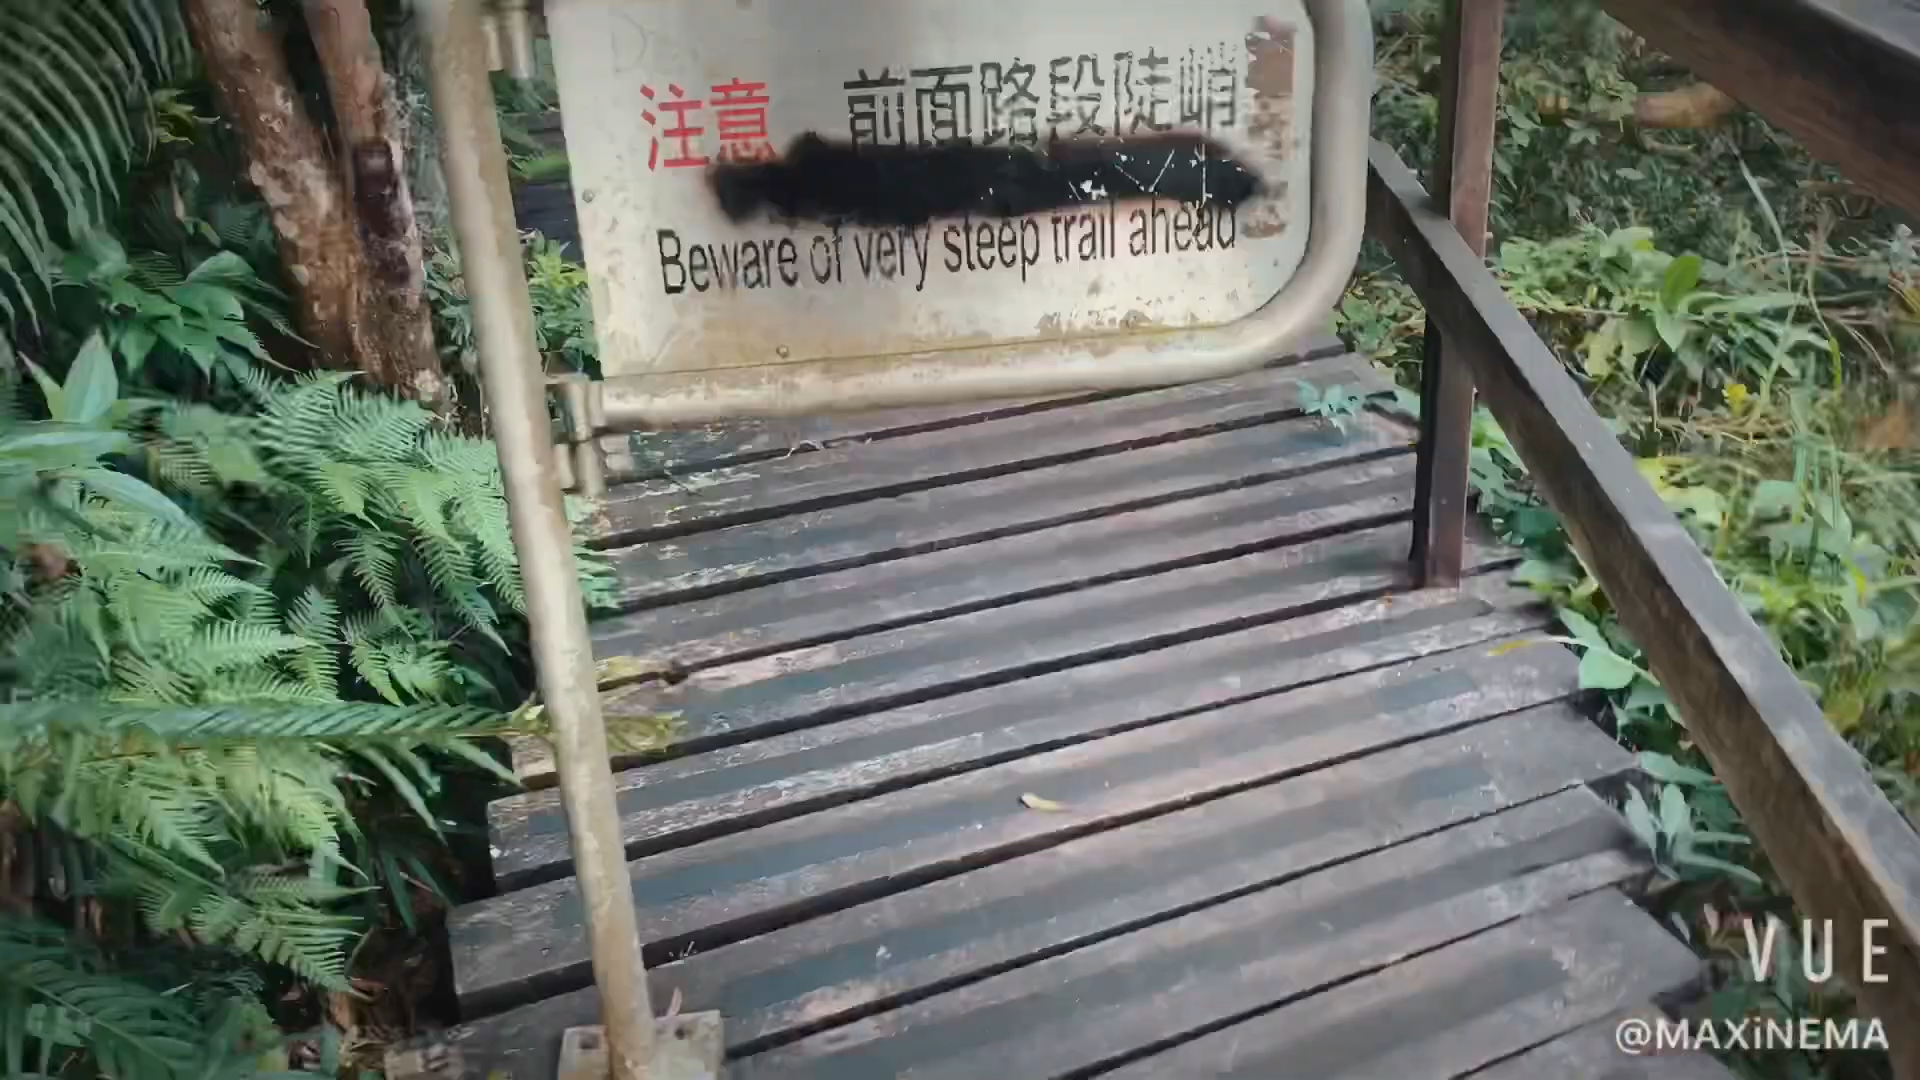 注意 前面路段陡峭
Beware of very steep trail ahead
VUE
@MAXiNEMA